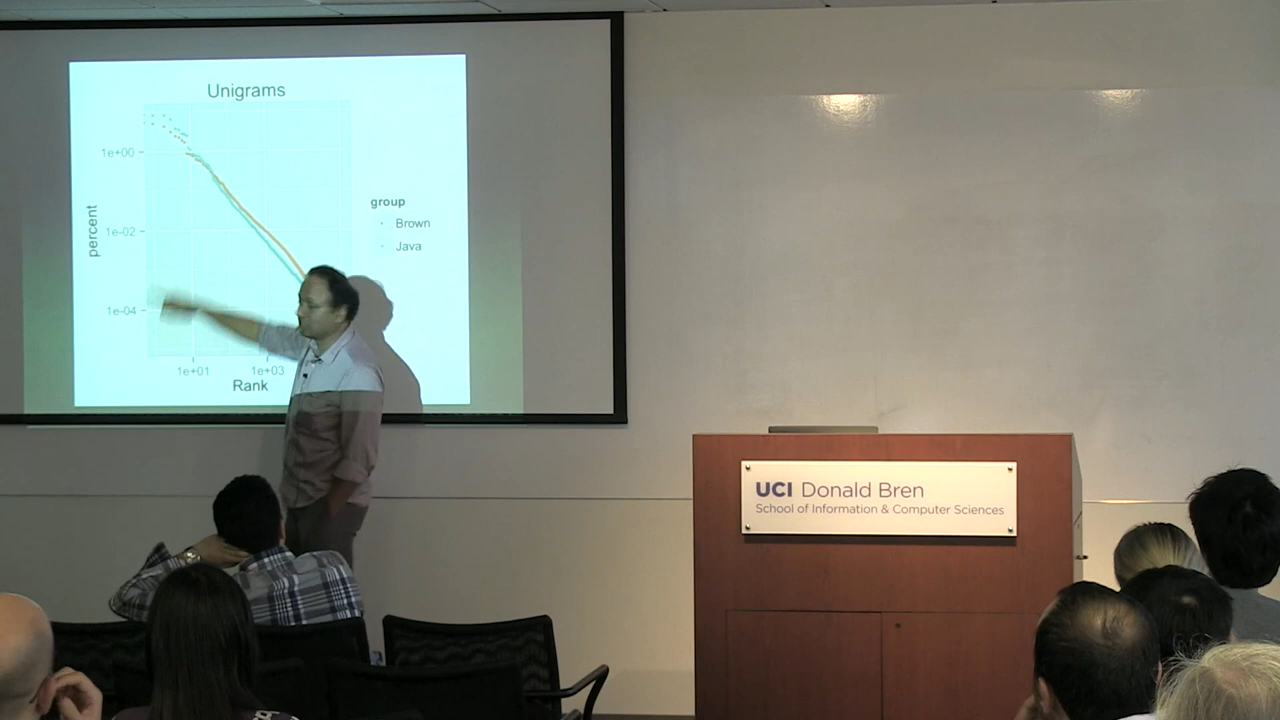 Unigrams
1e+00
1e-02
1e-04
percent
1e+01 1e+03
Rank
group
Brown
Java
UCI Donald Bren
School of Information & Computer Sciences